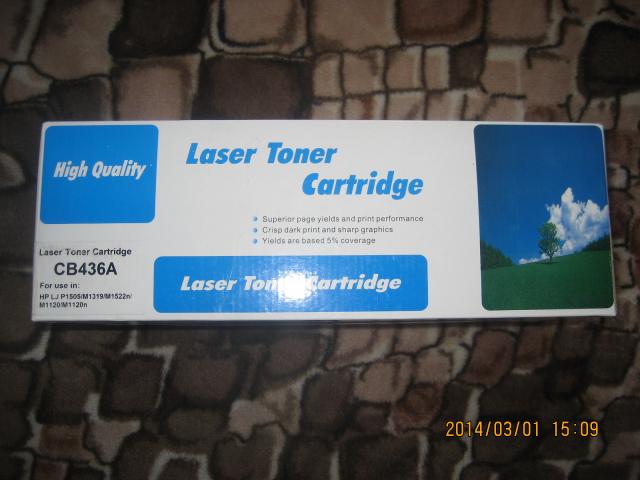 High Quality
Laser Toner
Cartridge
Superior page yields and print performance
Crisp dark print and sharp graphics
Yields are based 5% coverage
Laser Toner Cartridge
CB436A
For use in:
HP LJ P1505/M1319/M1522n/
M1120/M1120n
Laser Toner Cartridge
2014/03/01 15:09